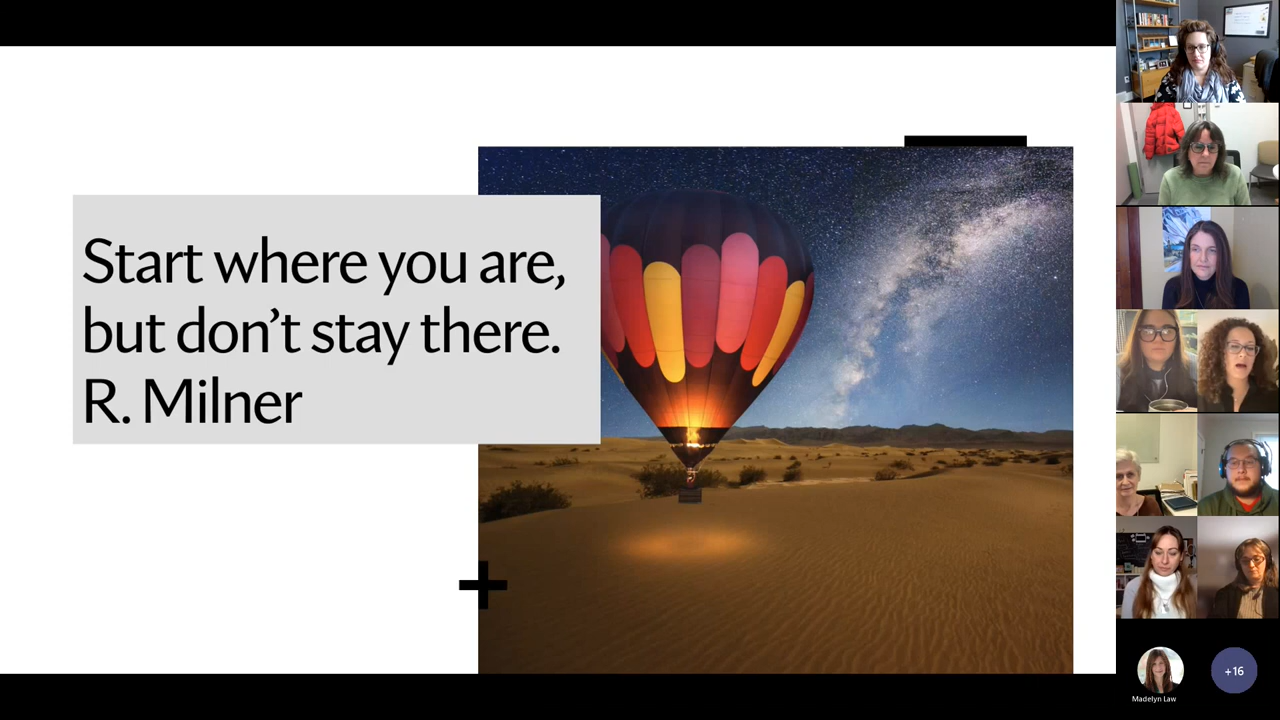 Start where you are,
but don’t stay there.
R. Milner
Madelyn Law
+16